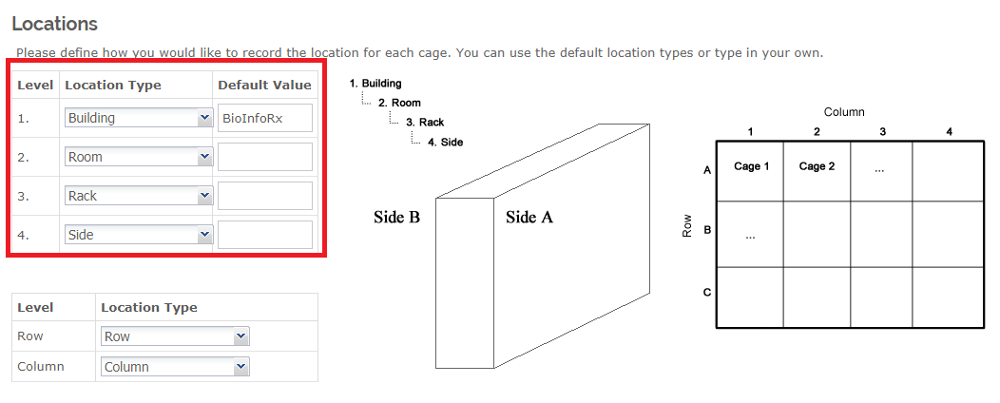 Locations
Please define how you would like to record the location for each cage. You can use the default location types or type in your own.
Level Location Type Default Value
1. Building BioInfoRx
2. Room
3. Rack
4. Side
Level Location Type
Row Row
Column Column
1. Building
2. Room
3. Rack
4. Side
Side B Side A
Column
1 2 3 4
Row
A Cage 1 Cage 2 ...
B ...
C